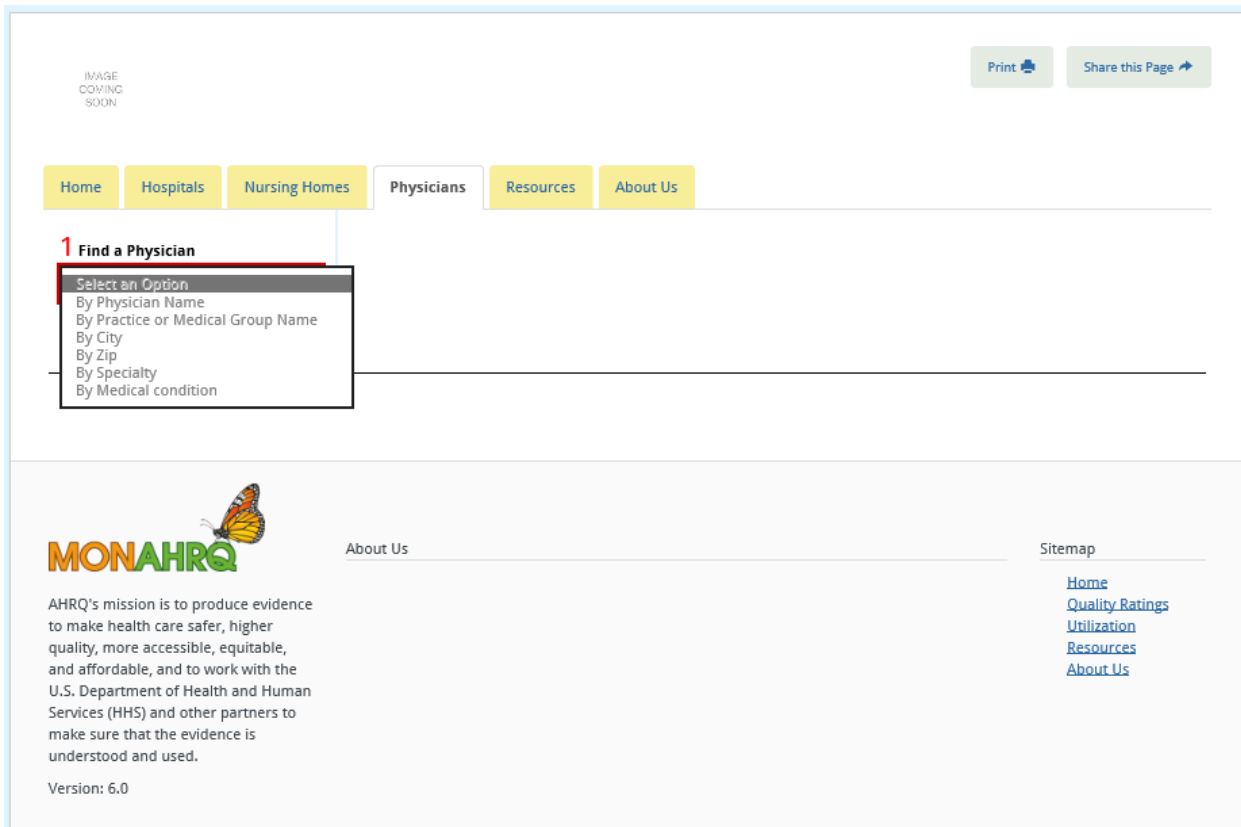 IMAGE
COMING
SOON
Print
Share this Page
Home
Hospitals
Nursing Homes
Physicians
Resources
About Us
1 Find a Physician
Select an Option
By Physician Name
By Practice or Medical Group Name
By City
By Zip
By Specialty
By Medical condition
MONAHRQ
AHRQ's mission is to produce evidence
to make health care safer, higher
quality, more accessible, equitable,
and affordable, and to work with the
U.S. Department of Health and Human
Services (HHS) and other partners to
make sure that the evidence is
understood and used.
Version: 6.0
About Us
Sitemap
Home
Quality Ratings
Utilization
Resources
About Us